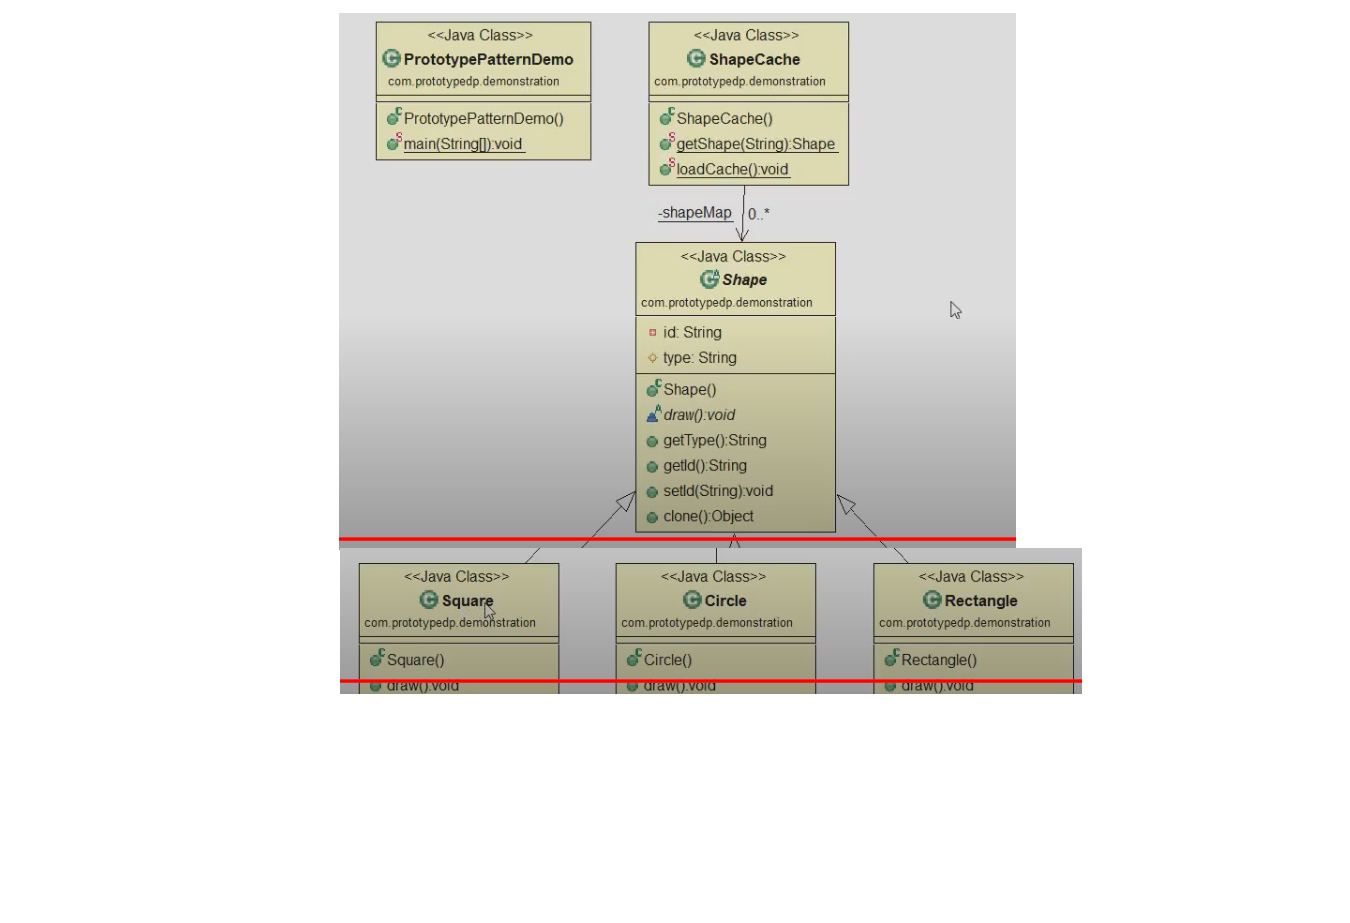 <<Java Class>>
PrototypePatternDemo
com.prototypedp.demonstration
PrototypePatternDemo()
main(String[]):void
<<Java Class>>
ShapeCache
com.prototypedp.demonstration
ShapeCache()
getShape(String):Shape
loadCache():void
-shapeMap 0..*
<<Java Class>>
Shape
com.prototypedp.demonstration
id: String
type: String
Shape()
draw():void
getType():String
getId():String
setId(String):void
clone():Object
<<Java Class>>
Square
com.prototypedp.demonstration
Square()
draw():void
<<Java Class>>
Circle
com.prototypedp.demonstration
Circle()
draw():void
<<Java Class>>
Rectangle
com.prototypedp.demonstration
Rectangle()
draw():void